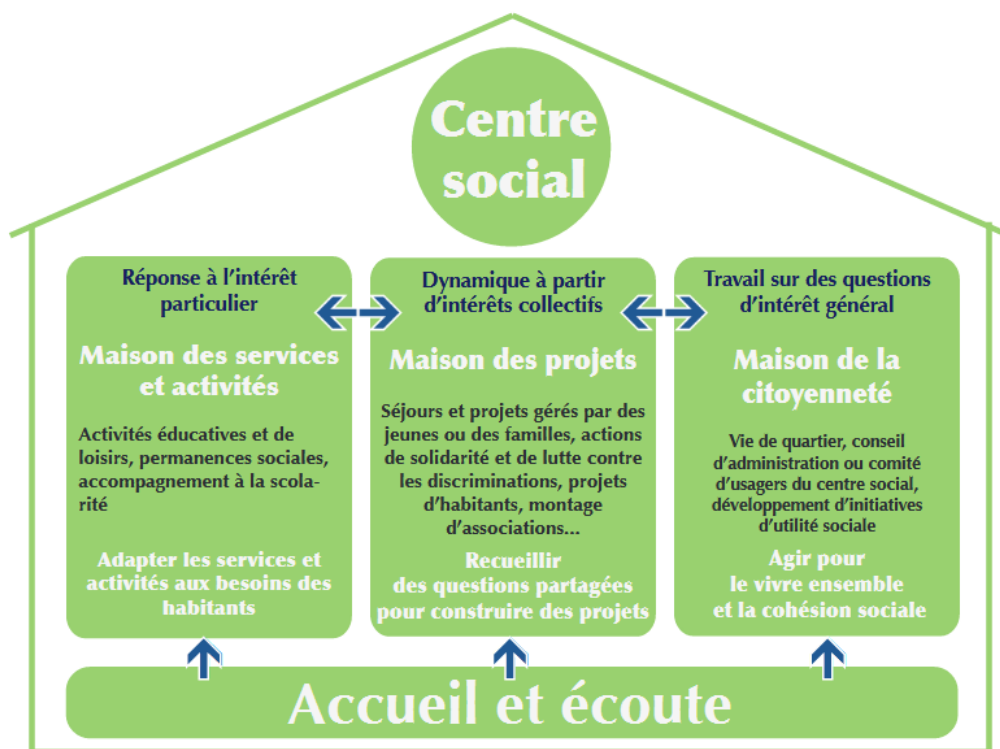 Centre
social
Réponse à l'intérêt
particulier
Maison des services
et activités
Activités éducatives et de
loisirs, permanences sociales,
accompagnement à la scola-
rité
Adapter les services et
activités aux besoins des
habitants
Dynamique à partir
d'intérêts collectifs
Maison des projets
Séjours et projets gérés par des
jeunes ou des familles, actions
de solidarité et de lutte contre
les discriminations, projets
d'habitants, montage
d'associations...
Recueillir
des questions partagées
pour construire des projets
Travail sur des questions
d'intérêt général
Maison de la
citoyenneté
Vie de quartier, conseil
d'administration ou comité
d'usagers du centre social,
développement d'initiatives
d'utilité sociale
Agir pour
le vivre ensemble
et la cohésion sociale
Accueil et écoute